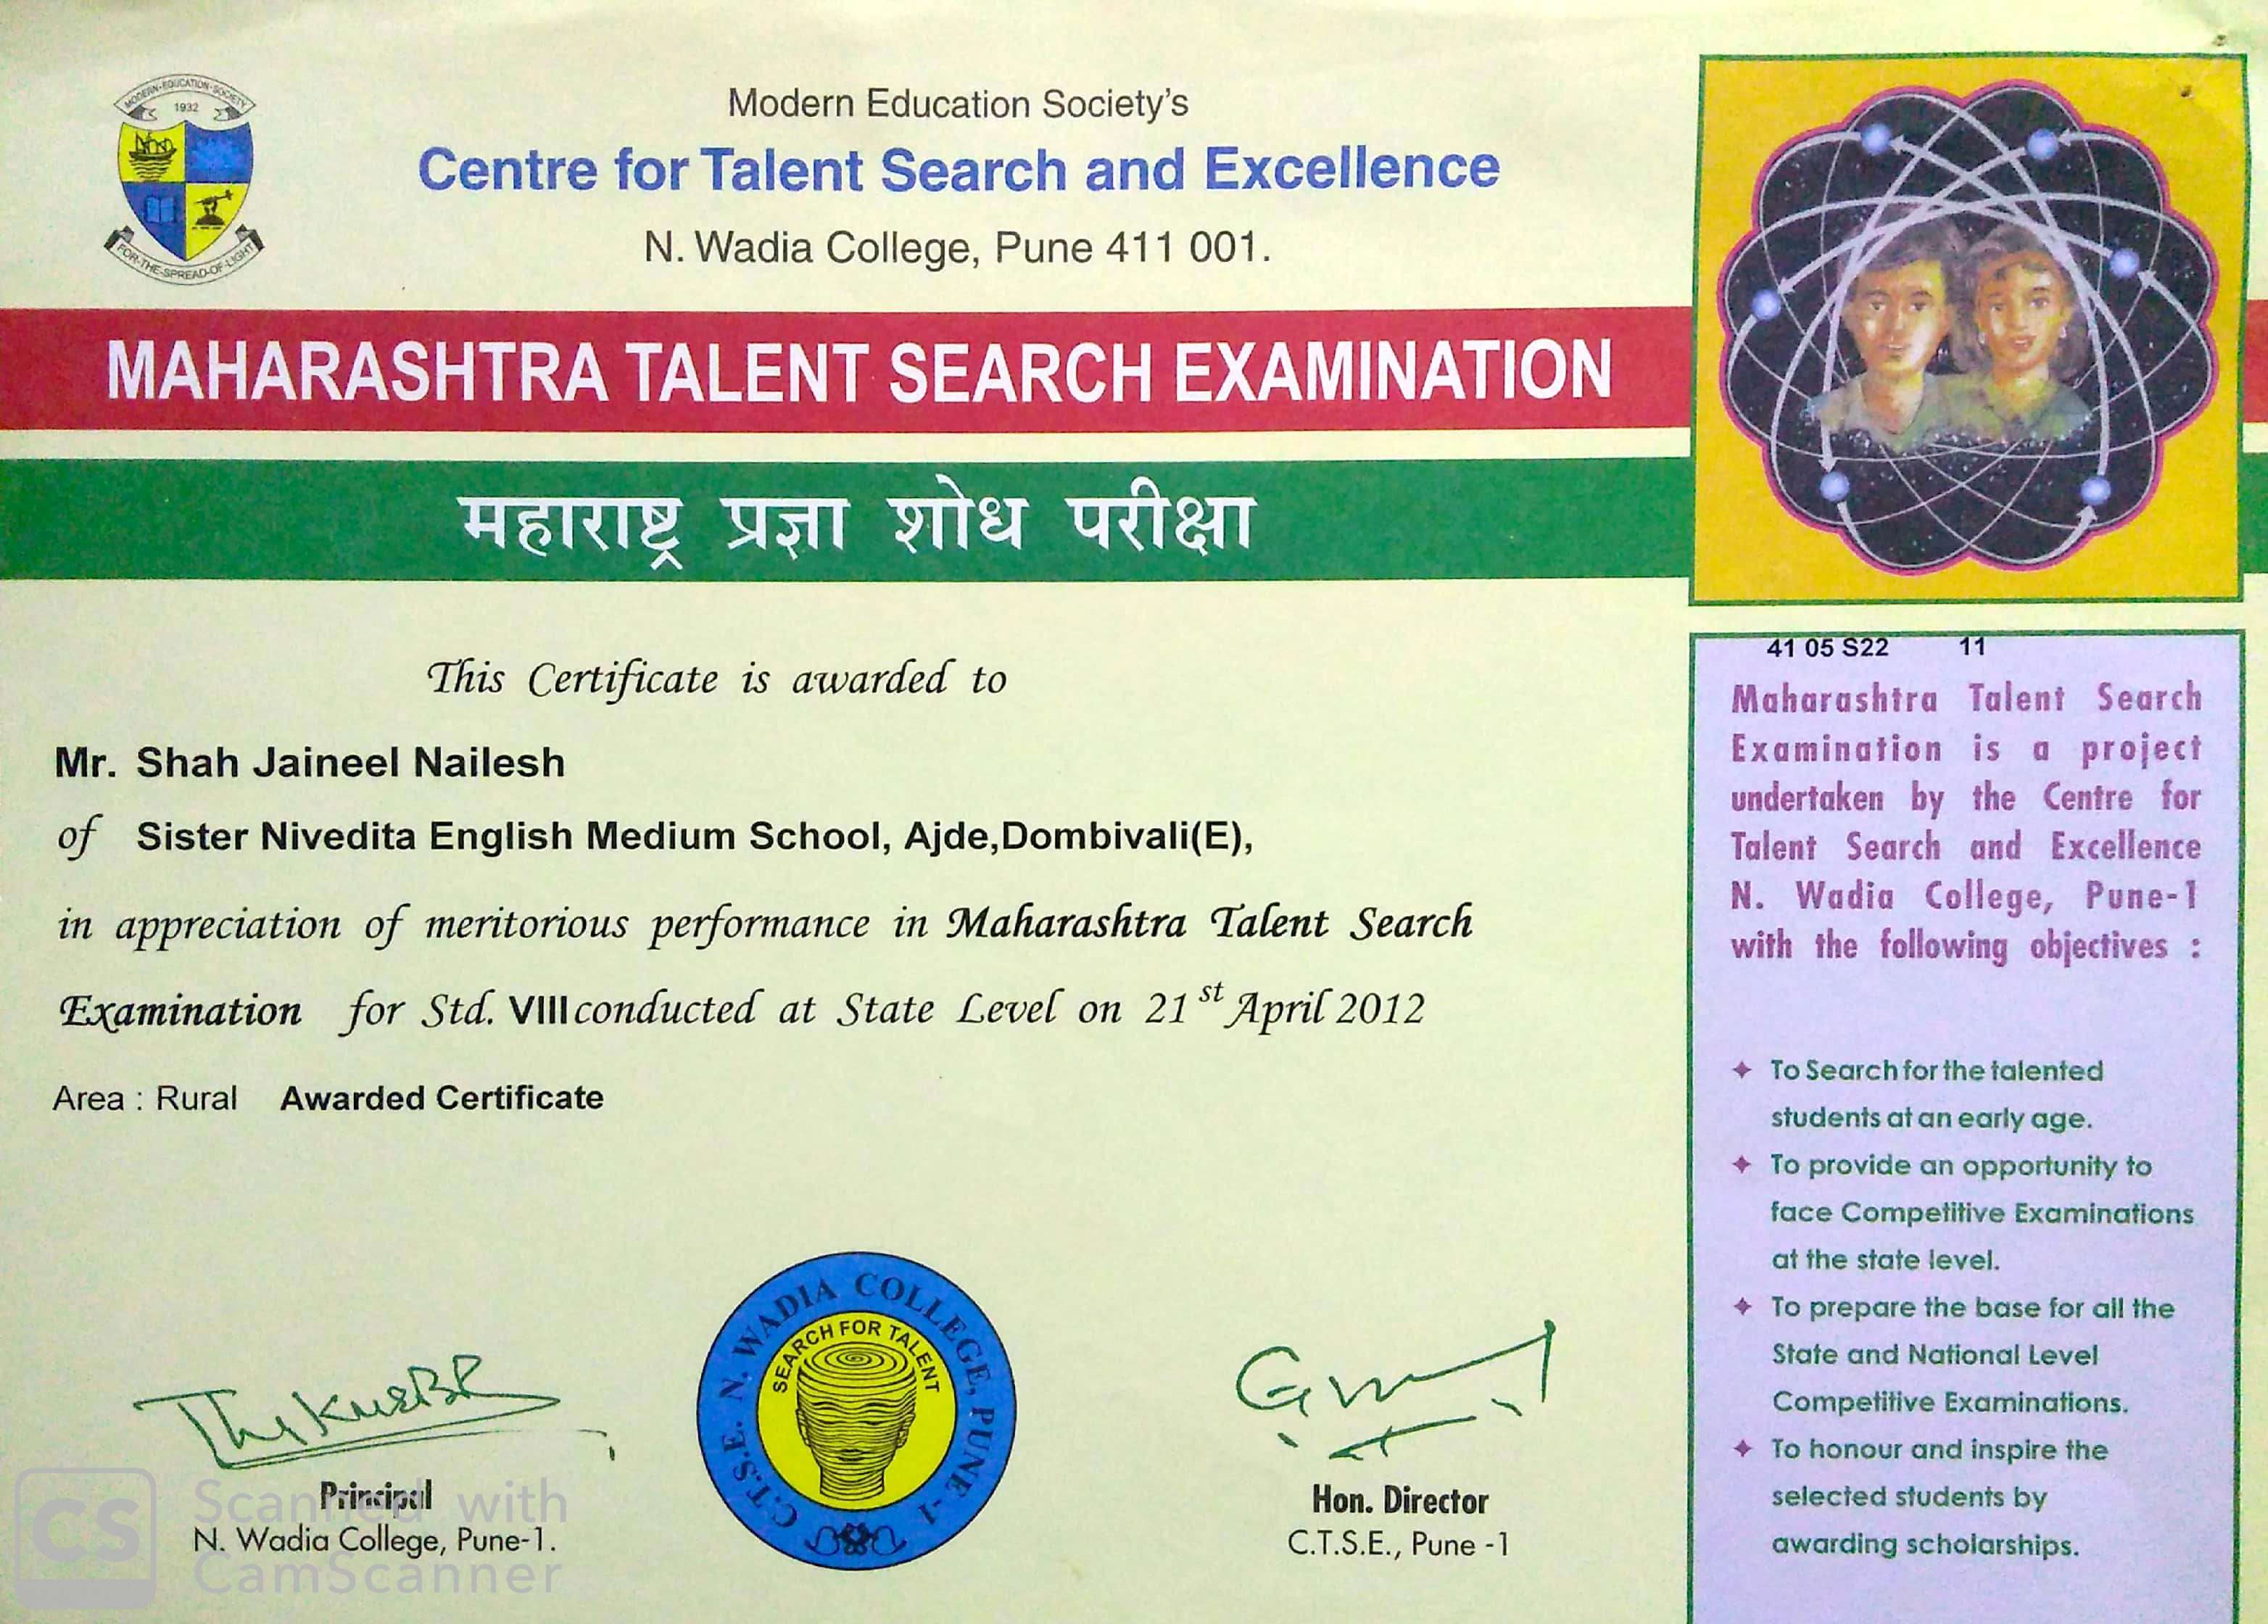 MODERN·EDUCATION·SOCIETY
1932
FOR·THE·SPREAD·OF·LIGHT
Modern Education Society's
Centre for Talent Search and Excellence
N. Wadia College, Pune 411 001.
MAHARASHTRA TALENT SEARCH EXAMINATION
महाराष्ट्र प्रज्ञा शोध परीक्षा
This Certificate is awarded to
Mr. Shah Jaineel Nailesh
of Sister Nivedita English Medium School, Ajde,Dombivali(E),
in appreciation of meritorious performance in Maharashtra Talent Search
Examination for Std. VIII conducted at State Level on 21st April 2012
Area : Rural Awarded Certificate
Principal
N. Wadia College, Pune-1.
C.T.S.E. N. WADIA COLLEGE, PUNE -1
SEARCH FOR TALENT
Hon. Director
C.T.S.E., Pune -1
41 05 S22 11
Maharashtra Talent Search
Examination is a project
undertaken by the Centre for
Talent Search and Excellence
N. Wadia College, Pune-1
with the following objectives :
To Search for the talented
students at an early age.
To provide an opportunity to
face Competitive Examinations
at the state level.
To prepare the base for all the
State and National Level
Competitive Examinations.
To honour and inspire the
selected students by
awarding scholarships.
CS
Scanned with
CamScanner